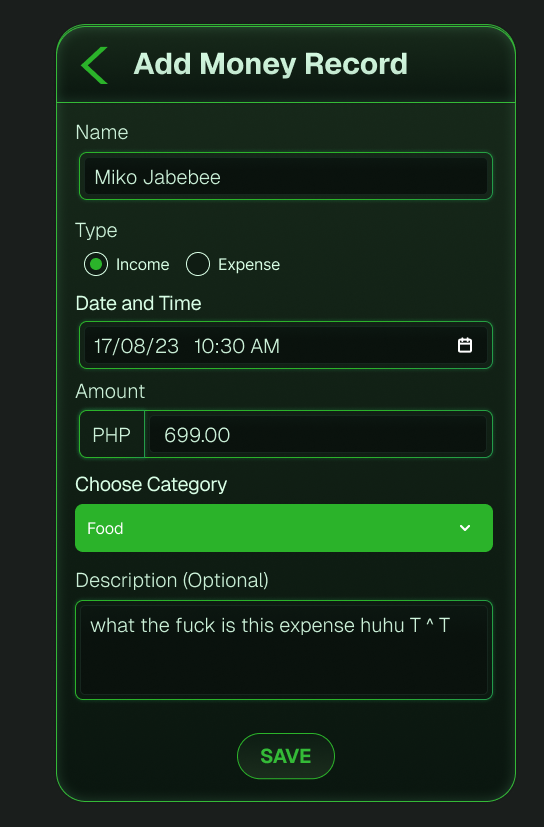 Add Money Record
Name
Miko Jabebee
Type
Income Expense
Date and Time
17/08/23 10:30 AM
Amount
PHP 699.00
Choose Category
Food
Description (Optional)
what the fuck is this expense huhu T ^ T
SAVE